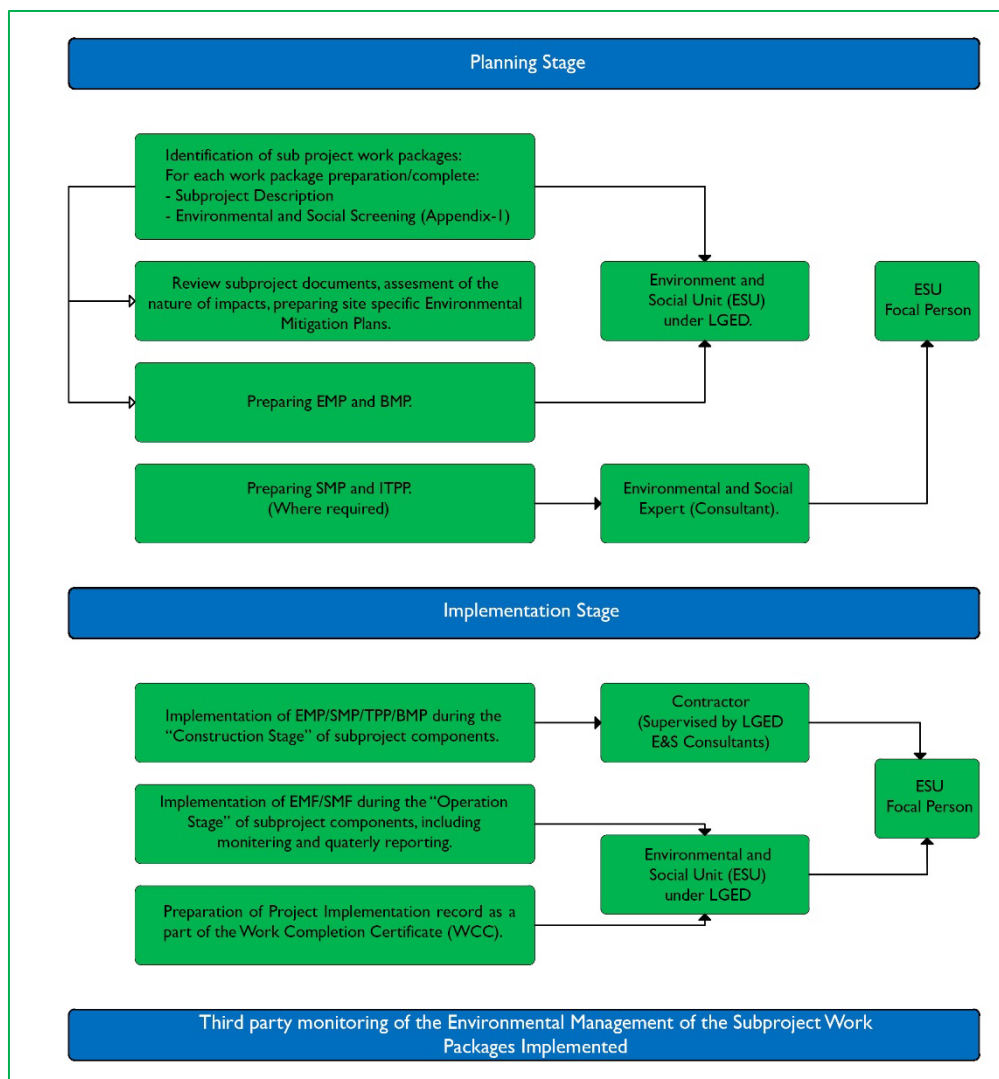 Planning Stage
Identification of sub project work packages:
For each work package preparation/complete:
- Subproject Description
- Environmental and Social Screening (Appendix-1)
Review subproject documents, assesment of the
nature of impacts, preparing site specific Environmental
Mitigation Plans.
Environment and
Social Unit (ESU)
under LGED.
ESU
Focal Person
Preparing EMP and BMP.
Preparing SMP and ITPP.
(Where required)
Environmental and Social
Expert (Consultant).
Implementation Stage
Implementation of EMP/SMP/TPP/BMP during the
“Construction Stage” of subproject components.
Contractor
(Supervised by LGED
E&S Consultants)
ESU
Focal Person
Implementation of EMF/SMF during the “Operation
Stage” of subproject components, including
monitering and quaterly reporting.
Environmental and
Social Unit (ESU)
under LGED
Preparation of Project Implementation record as a
part of the Work Completion Certificate (WCC).
Third party monitoring of the Environmental Management of the Subproject Work
Packages Implemented